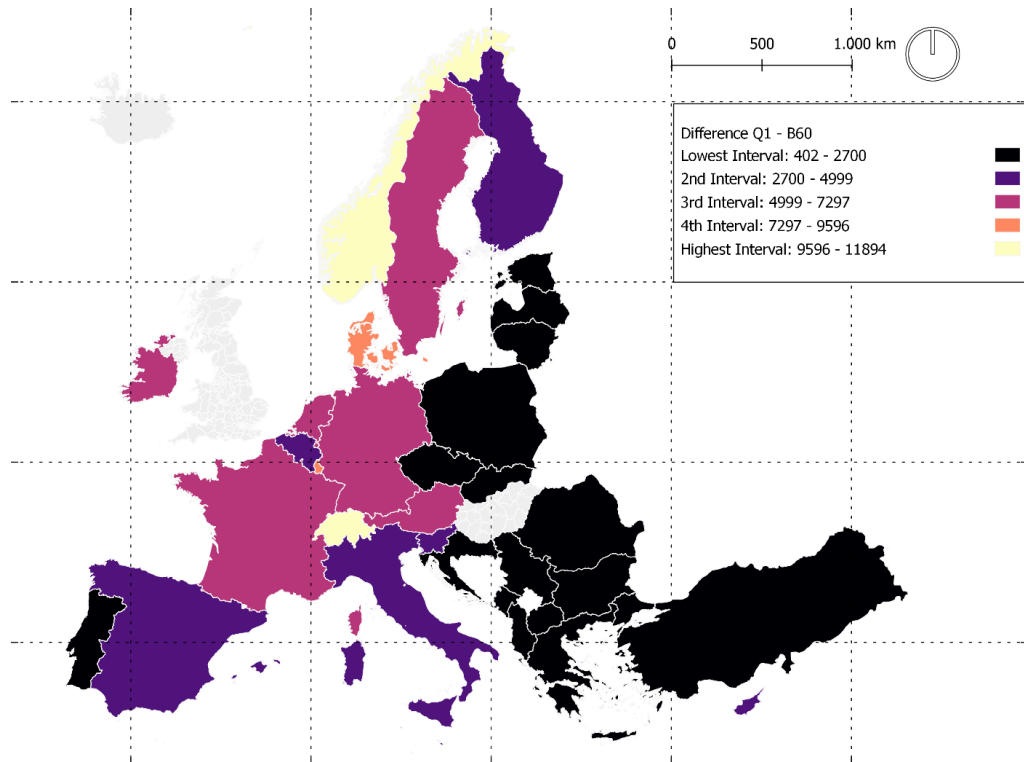 0 500 1.000 km
Difference Q1 - B60
Lowest Interval: 402 - 2700
2nd Interval: 2700 - 4999
3rd Interval: 4999 - 7297
4th Interval: 7297 - 9596
Highest Interval: 9596 - 11894